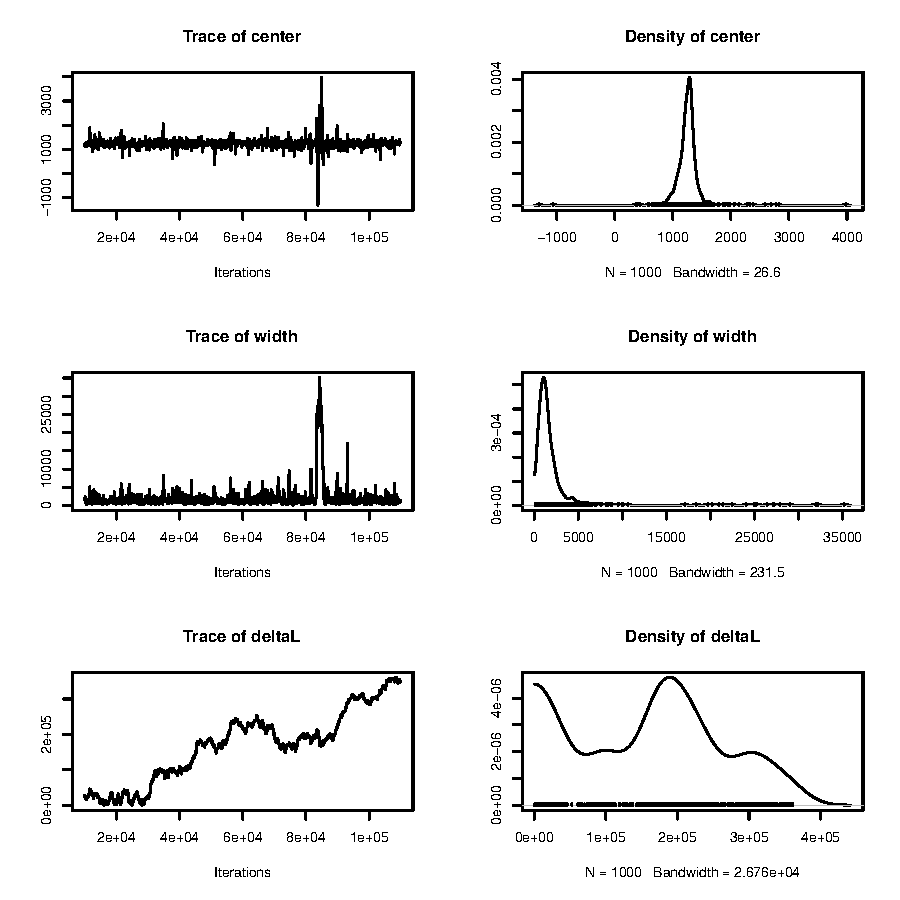 Trace of center
Density of center
3000
1000
-1000
2e+04 4e+04 6e+04 8e+04 1e+05
Iterations
0.004
0.002
0.000
-1000 0 1000 2000 3000 4000
N = 1000 Bandwidth = 26.6
Trace of width
Density of width
25000
10000
0
2e+04 4e+04 6e+04 8e+04 1e+05
Iterations
3e-04
0e+00
0 5000 15000 25000 35000
N = 1000 Bandwidth = 231.5
Trace of deltaL
Density of deltaL
2e+05
0e+00
2e+04 4e+04 6e+04 8e+04 1e+05
Iterations
4e-06
2e-06
0e+00
0e+00 1e+05 2e+05 3e+05 4e+05
N = 1000 Bandwidth = 2.676e+04